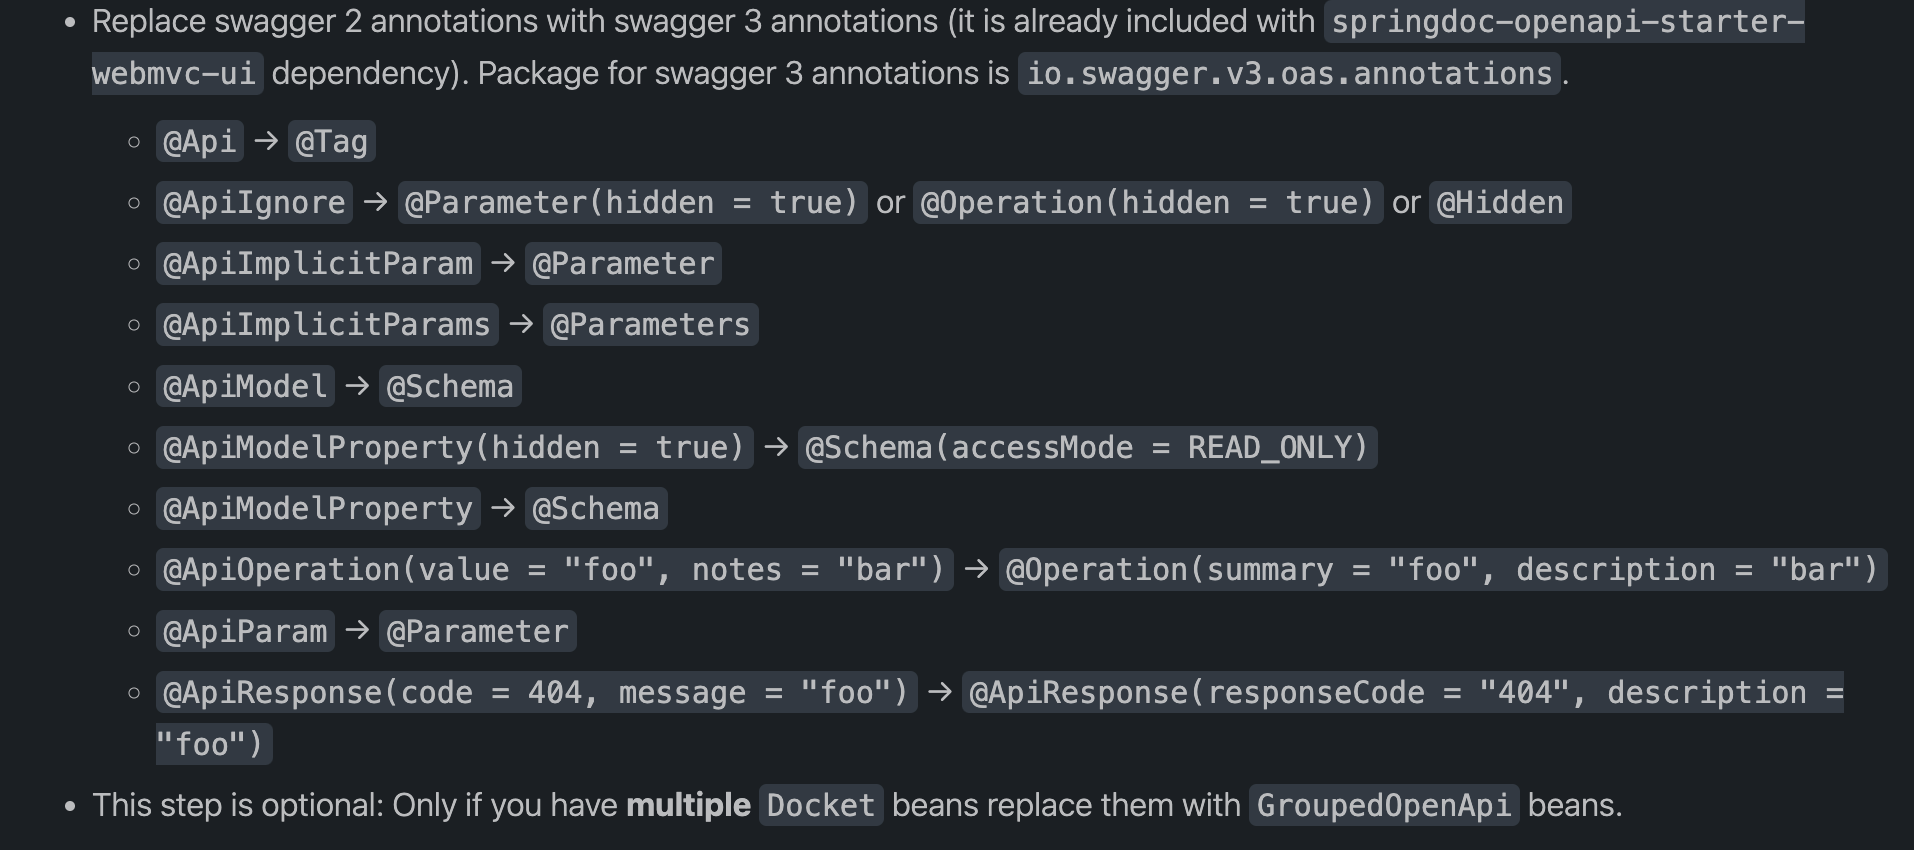 • Replace swagger 2 annotations with swagger 3 annotations (it is already included with springdoc-openapi-starter-
webmvc-ui dependency). Package for swagger 3 annotations is io.swagger.v3.oas.annotations.
◦ @Api → @Tag
◦ @ApiIgnore → @Parameter(hidden = true) or @Operation(hidden = true) or @Hidden
◦ @ApiImplicitParam → @Parameter
◦ @ApiImplicitParams → @Parameters
◦ @ApiModel → @Schema
◦ @ApiModelProperty(hidden = true) → @Schema(accessMode = READ_ONLY)
◦ @ApiModelProperty → @Schema
◦ @ApiOperation(value = "foo", notes = "bar") → @Operation(summary = "foo", description = "bar")
◦ @ApiParam → @Parameter
◦ @ApiResponse(code = 404, message = "foo") → @ApiResponse(responseCode = "404", description =
"foo")
• This step is optional: Only if you have multiple Docket beans replace them with GroupedOpenApi beans.